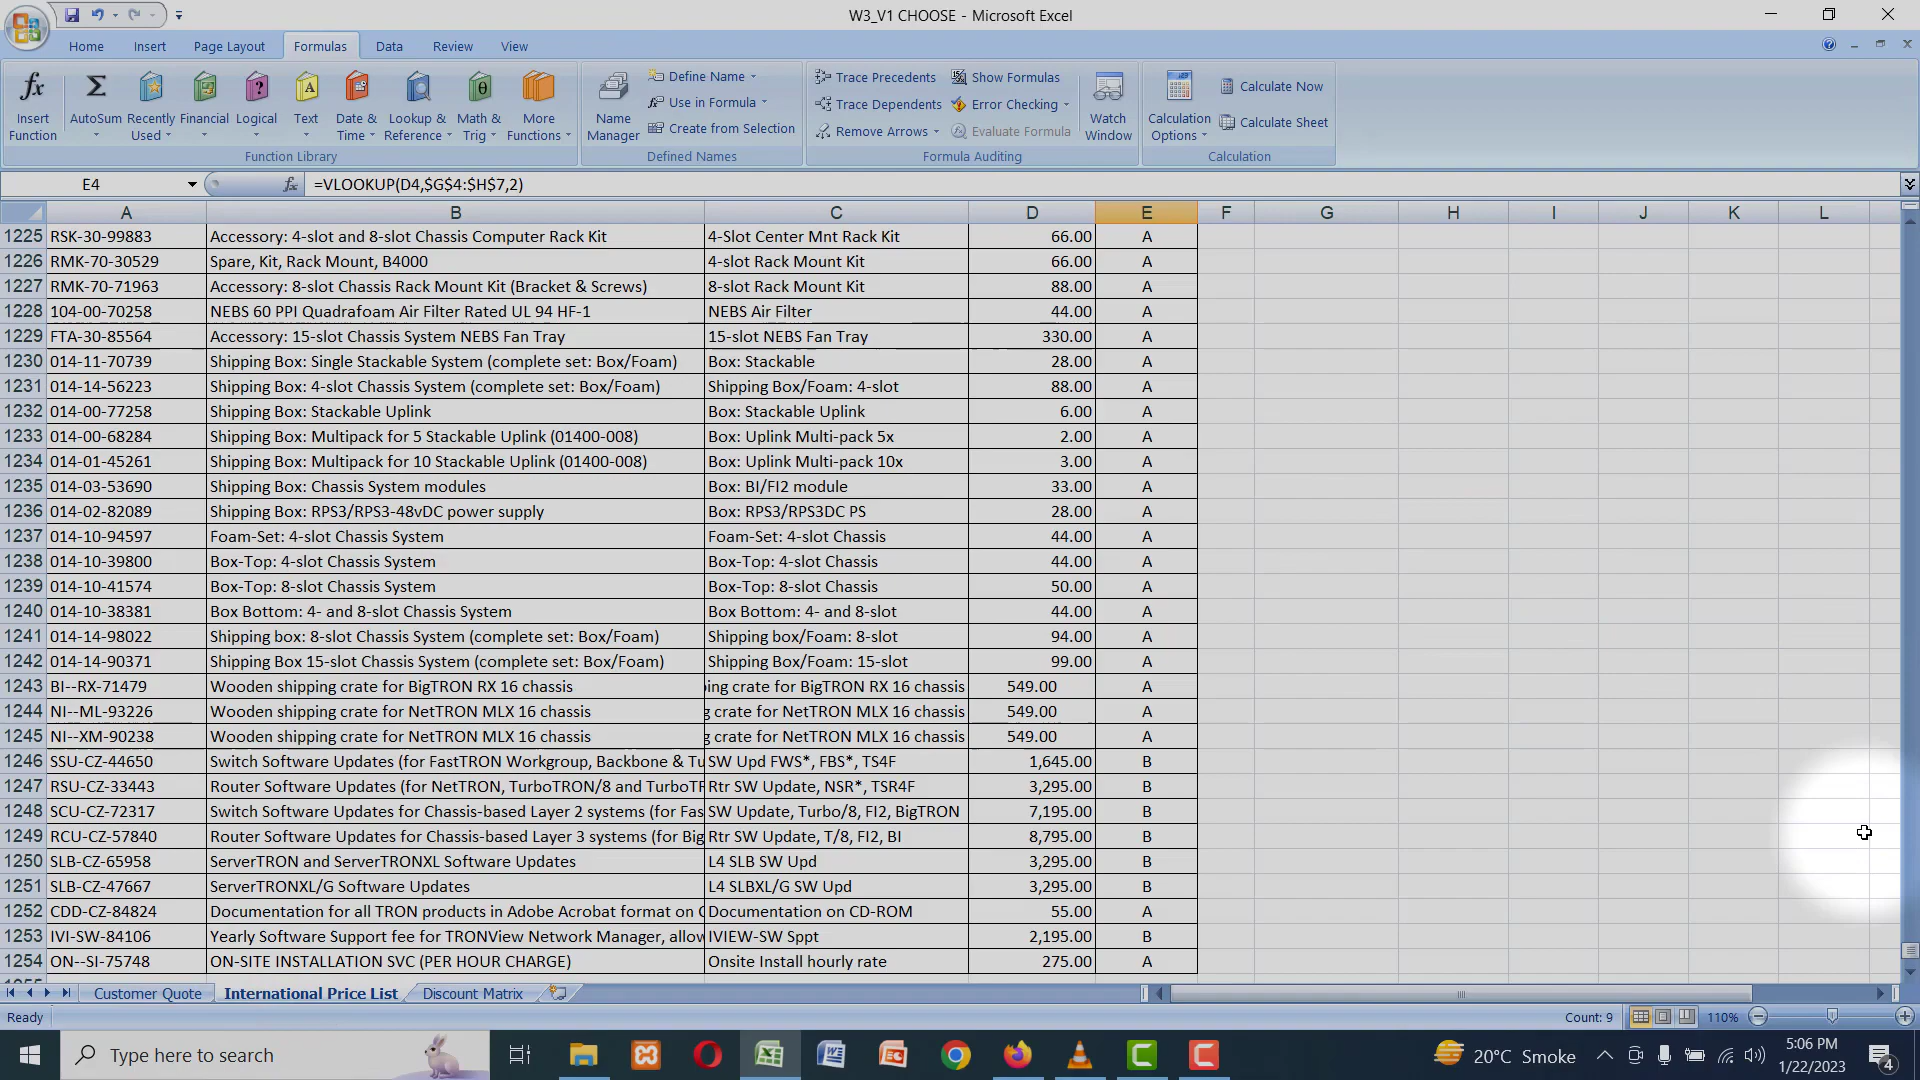 W3_V1 CHOOSE - Microsoft Excel
Home Insert Page Layout Formulas Data Review View
Insert Function
AutoSum
Recently Used
Financial
Logical
Text
Date & Time
Lookup & Reference
Math & Trig
More Functions
Function Library
Name Manager
Define Name
Use in Formula
Create from Selection
Defined Names
Trace Precedents
Trace Dependents
Remove Arrows
Show Formulas
Error Checking
Evaluate Formula
Formula Auditing
Watch Window
Calculation Options
Calculate Now
Calculate Sheet
Calculation
E4 fx =VLOOKUP(D4,$G$4:$H$7,2)
A B C D E F G H I J K L
1225 RSK-30-99883 Accessory: 4-slot and 8-slot Chassis Computer Rack Kit 4-Slot Center Mnt Rack Kit 66.00 A
1226 RMK-70-30529 Spare, Kit, Rack Mount, B4000 4-slot Rack Mount Kit 66.00 A
1227 RMK-70-71963 Accessory: 8-slot Chassis Rack Mount Kit (Bracket & Screws) 8-slot Rack Mount Kit 88.00 A
1228 104-00-70258 NEBS 60 PPI Quadrafoam Air Filter Rated UL 94 HF-1 NEBS Air Filter 44.00 A
1229 FTA-30-85564 Accessory: 15-slot Chassis System NEBS Fan Tray 15-slot NEBS Fan Tray 330.00 A
1230 014-11-70739 Shipping Box: Single Stackable System (complete set: Box/Foam) Box: Stackable 28.00 A
1231 014-14-56223 Shipping Box: 4-slot Chassis System (complete set: Box/Foam) Shipping Box/Foam: 4-slot 88.00 A
1232 014-00-77258 Shipping Box: Stackable Uplink Box: Stackable Uplink 6.00 A
1233 014-00-68284 Shipping Box: Multipack for 5 Stackable Uplink (01400-008) Box: Uplink Multi-pack 5x 2.00 A
1234 014-01-45261 Shipping Box: Multipack for 10 Stackable Uplink (01400-008) Box: Uplink Multi-pack 10x 3.00 A
1235 014-03-53690 Shipping Box: Chassis System modules Box: BI/FI2 module 33.00 A
1236 014-02-82089 Shipping Box: RPS3/RPS3-48vDC power supply Box: RPS3/RPS3DC PS 28.00 A
1237 014-10-94597 Foam-Set: 4-slot Chassis System Foam-Set: 4-slot Chassis 44.00 A
1238 014-10-39800 Box-Top: 4-slot Chassis System Box-Top: 4-slot Chassis 44.00 A
1239 014-10-41574 Box-Top: 8-slot Chassis System Box-Top: 8-slot Chassis 50.00 A
1240 014-10-38381 Box Bottom: 4- and 8-slot Chassis System Box Bottom: 4- and 8-slot 44.00 A
1241 014-14-98022 Shipping box: 8-slot Chassis System (complete set: Box/Foam) Shipping box/Foam: 8-slot 94.00 A
1242 014-14-90371 Shipping Box 15-slot Chassis System (complete set: Box/Foam) Shipping Box/Foam: 15-slot 99.00 A
1243 BI--RX-71479 Wooden shipping crate for BigTRON RX 16 chassis ing crate for BigTRON RX 16 chassis 549.00 A
1244 NI--ML-93226 Wooden shipping crate for NetTRON MLX 16 chassis g crate for NetTRON MLX 16 chassis 549.00 A
1245 NI--XM-90238 Wooden shipping crate for NetTRON MLX 16 chassis g crate for NetTRON MLX 16 chassis 549.00 A
1246 SSU-CZ-44650 Switch Software Updates (for FastTRON Workgroup, Backbone & Tu SW Upd FWS*, FBS*, TS4F 1,645.00 B
1247 RSU-CZ-33443 Router Software Updates (for NetTRON, TurboTRON/8 and TurboTF Rtr SW Update, NSR*, TSR4F 3,295.00 B
1248 SCU-CZ-72317 Switch Software Updates for Chassis-based Layer 2 systems (for Fas SW Update, Turbo/8, FI2, BigTRON 7,195.00 B
1249 RCU-CZ-57840 Router Software Updates for Chassis-based Layer 3 systems (for Big Rtr SW Update, T/8, FI2, BI 8,795.00 B
1250 SLB-CZ-65958 ServerTRON and ServerTRONXL Software Updates L4 SLB SW Upd 3,295.00 B
1251 SLB-CZ-47667 ServerTRONXL/G Software Updates L4 SLBXL/G SW Upd 3,295.00 B
1252 CDD-CZ-84824 Documentation for all TRON products in Adobe Acrobat format on C Documentation on CD-ROM 55.00 A
1253 IVI-SW-84106 Yearly Software Support fee for TRONView Network Manager, allow IVIEW-SW Sppt 2,195.00 B
1254 ON--SI-75748 ON-SITE INSTALLATION SVC (PER HOUR CHARGE) Onsite Install hourly rate 275.00 A
Customer Quote International Price List Discount Matrix
Ready Count: 9 110%
Type here to search 20°C Smoke 5:06 PM
1/22/2023 4